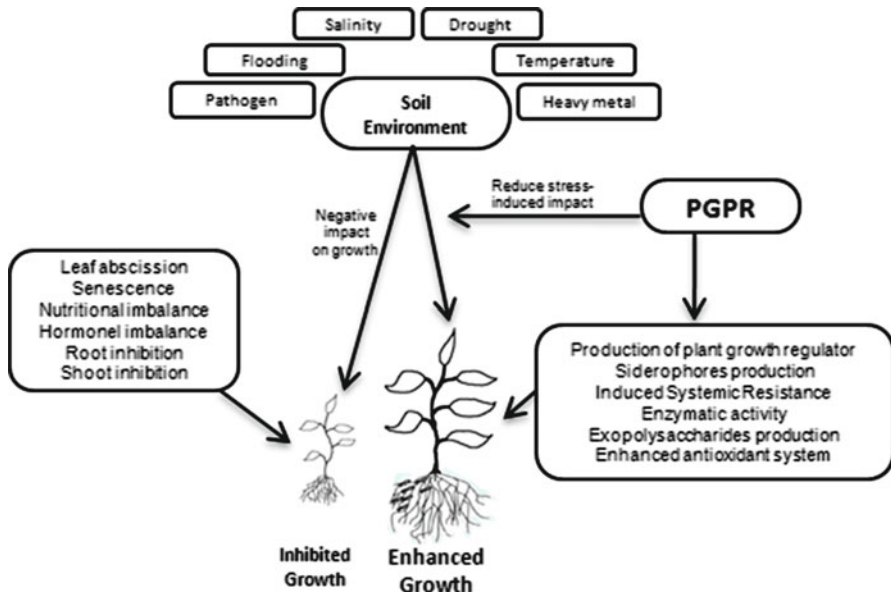 Salinity
Drought
Flooding
Temperature
Pathogen
Heavy metal
Soil
Environment
Reduce stress-
induced impact
PGPR
Negative
impact
on growth
Leaf abscission
Senescence
Nutritional imbalance
Hormonel imbalance
Root inhibition
Shoot inhibition
Production of plant growth regulator
Siderophores production
Induced Systemic Resistance
Enzymatic activity
Exopolysaccharides production
Enhanced antioxidant system
Inhibited
Growth
Enhanced
Growth